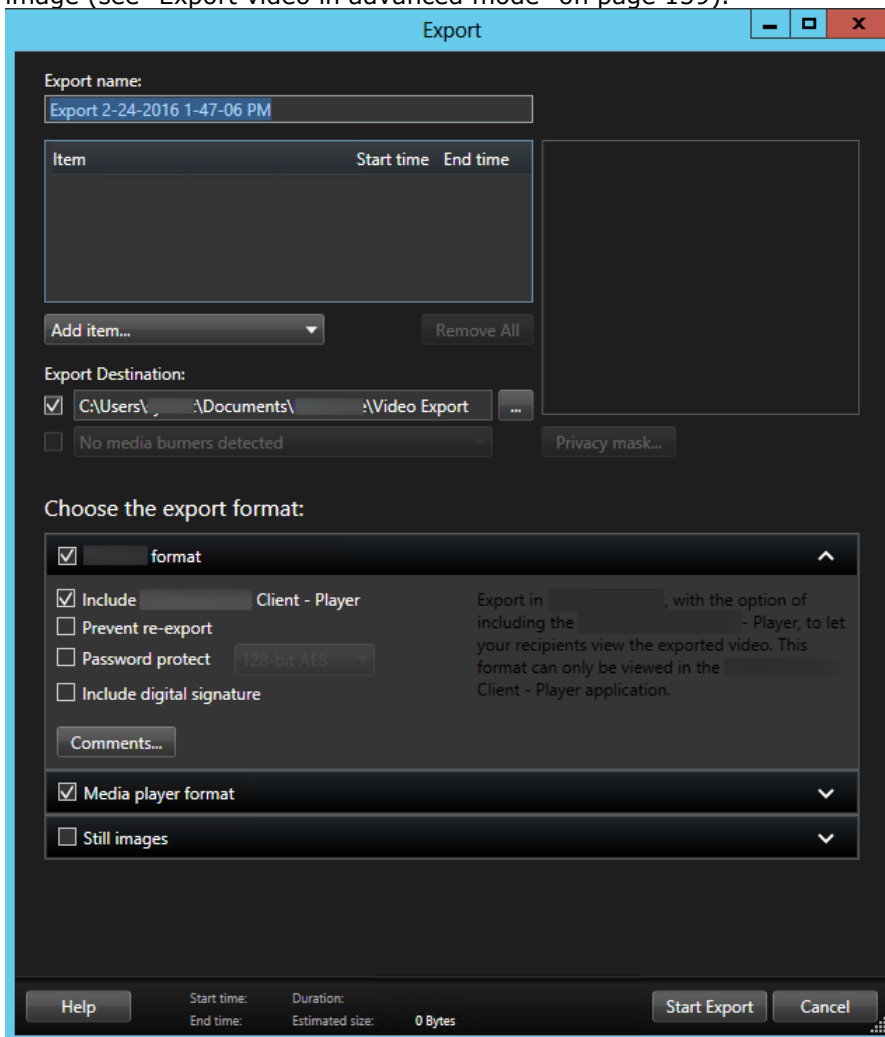 image (see "Export video in advanced mode" on page 159).
Export
Export name:
Export 2-24-2016 1-47-06 PM
Item Start time End time
Add item... Remove All
Export Destination:
C:\Users\ :\Documents\ :\Video Export ...
No media burners detected Privacy mask...
Choose the export format:
format
Include Client - Player
Prevent re-export
Password protect 128-bit AES
Include digital signature
Export in , with the option of
including the - Player, to let
your recipients view the exported video. This
format can only be viewed in the
Client - Player application.
Comments...
Media player format
Still images
Help
Start time: Duration:
End time: Estimated size: 0 Bytes
Start Export Cancel